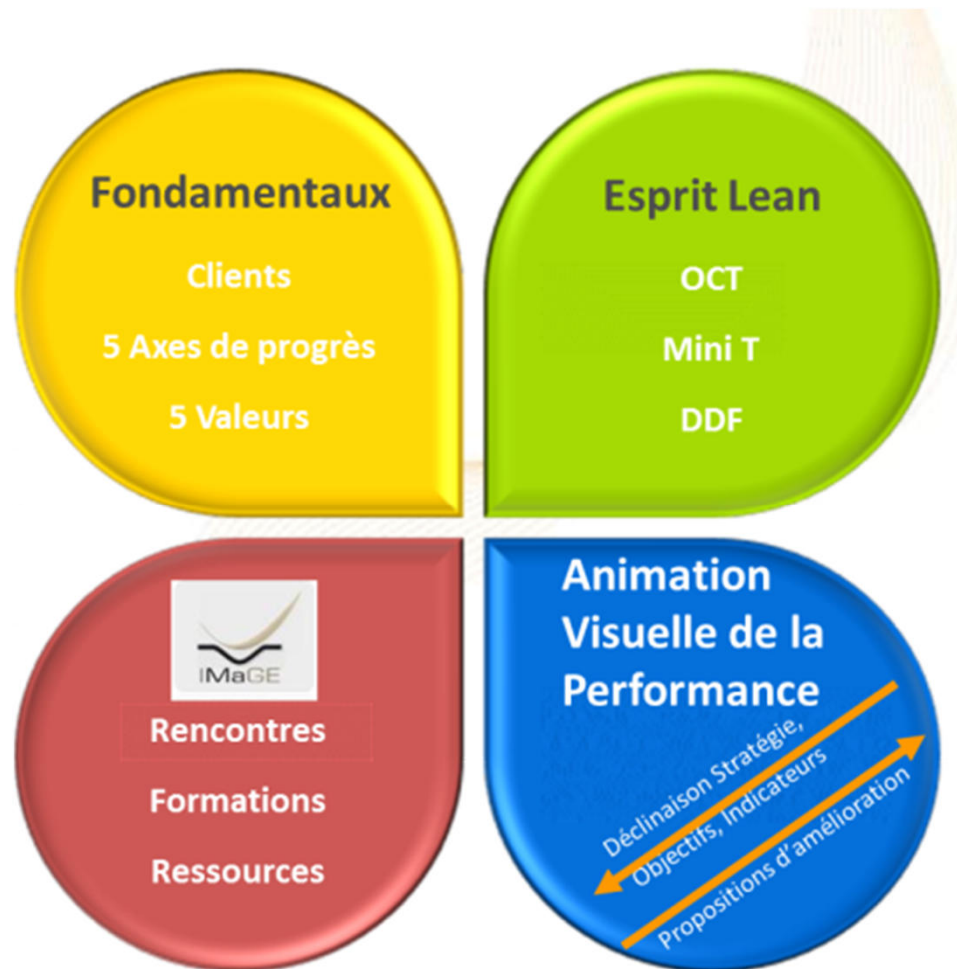 Fondamentaux
Clients
5 Axes de progrès
5 Valeurs
Esprit Lean
OCT
Mini T
DDF
IMaGE
Rencontres
Formations
Ressources
Animation
Visuelle de la
Performance
Déclinaison Stratégie,
Objectifs, Indicateurs
Propositions d'amélioration